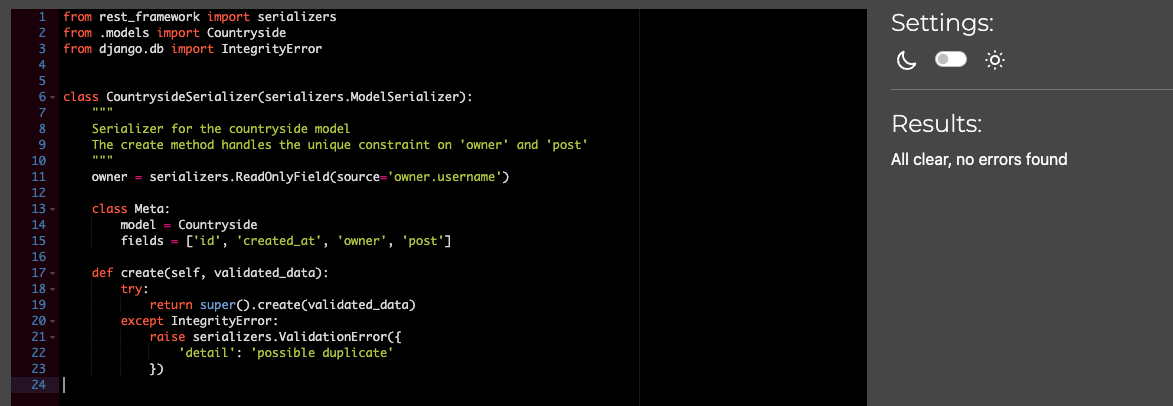 1 from rest_framework import serializers
2 from .models import Countryside
3 from django.db import IntegrityError
4
5
6 class CountrysideSerializer(serializers.ModelSerializer):
7     """
8     Serializer for the countryside model
9     The create method handles the unique constraint on 'owner' and 'post'
10     """
11     owner = serializers.ReadOnlyField(source='owner.username')
12
13     class Meta:
14         model = Countryside
15         fields = ['id', 'created_at', 'owner', 'post']
16
17     def create(self, validated_data):
18         try:
19             return super().create(validated_data)
20         except IntegrityError:
21             raise serializers.ValidationError({
22                 'detail': 'possible duplicate'
23             })
24
Settings:
Results:
All clear, no errors found